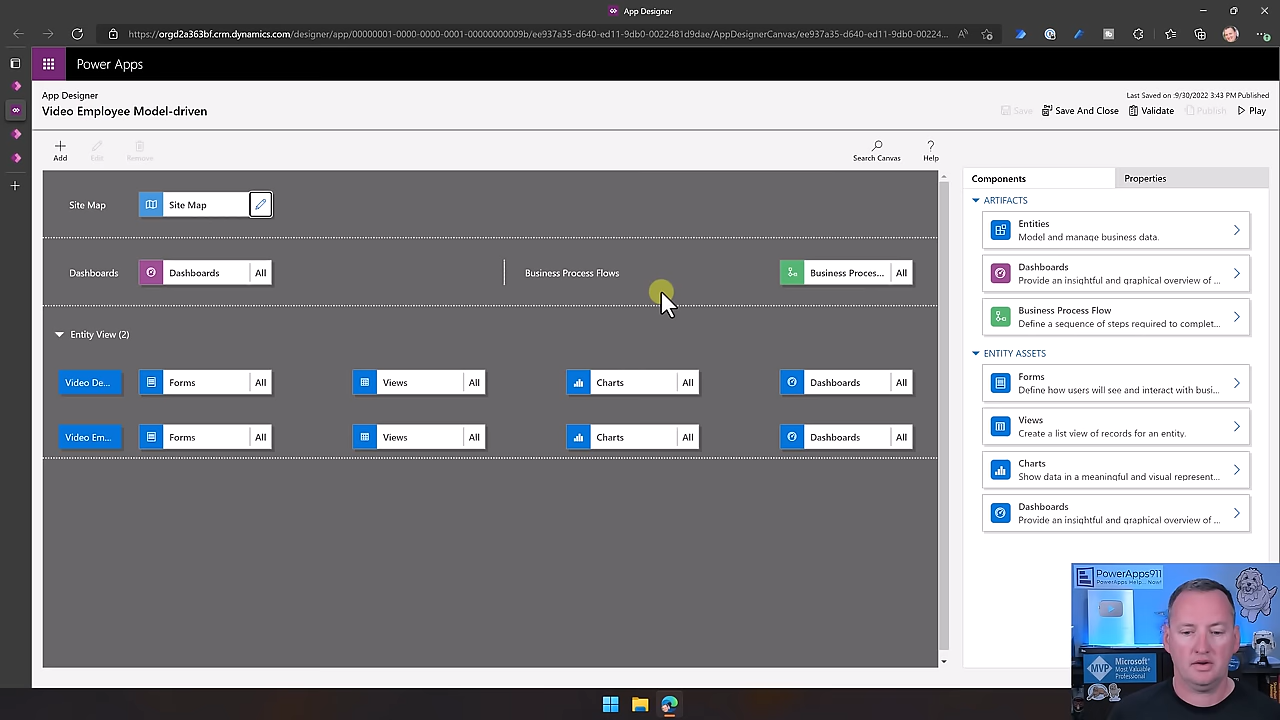 App Designer
https://orgd2a363bf.crm.dynamics.com/designer/app/00000001-0000-0000-0001-00000000009b/ee937a35-d640-ed11-9db0-0022481d9dae/AppDesignerCanvas/ee937a35-d640-ed11-9db0-00224...
Power Apps
App Designer
Video Employee Model-driven
Last Saved on :9/30/2022 3:43 PM Published
Save
Save And Close
Validate
Publish
Play
Add
Edit
Remove
Search Canvas
Help
Site Map
Site Map
Dashboards
Dashboards
All
Business Process Flows
Business Proces...
All
Entity View (2)
Video De...
Forms
All
Views
All
Charts
All
Dashboards
All
Video Em...
Forms
All
Views
All
Charts
All
Dashboards
All
Components
Properties
ARTIFACTS
Entities
Model and manage business data.
Dashboards
Provide an insightful and graphical overview of ...
Business Process Flow
Define a sequence of steps required to complet...
ENTITY ASSETS
Forms
Define how users will see and interact with busi...
Views
Create a list view of records for an entity.
Charts
Show data in a meaningful and visual represent...
Dashboards
Provide an insightful and graphical overview of ...
PowerApps911
PowerApps Help... Now!
MVP
Microsoft
Most Valuable
Professional